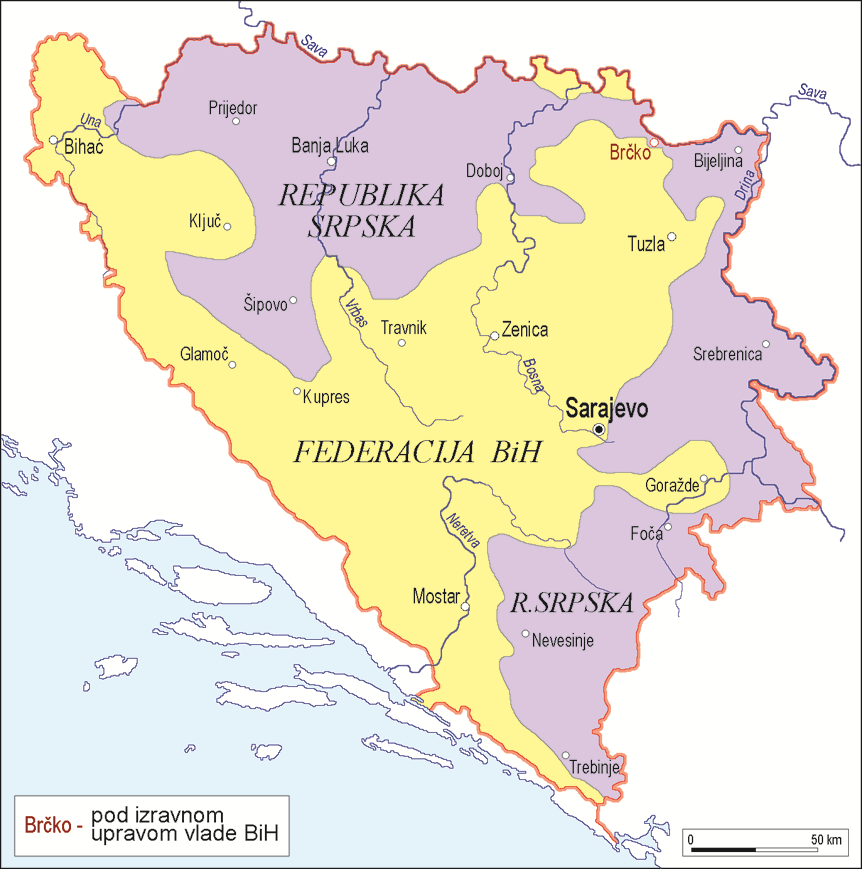 Sava
Sava
Una
Prijedor
Bihać
Banja Luka
Doboj
Brčko
Bijeljina
Drina
REPUBLIKA
SRPSKA
Ključ
Tuzla
Šipovo
Vrbas
Travnik
Zenica
Glamoč
Srebrenica
Bosna
Kupres
Sarajevo
FEDERACIJA BiH
Goražde
Neretva
Foča
Mostar
R.SRPSKA
Nevesinje
Trebinje
Brčko - pod izravnom
upravom vlade BiH
0 50 km